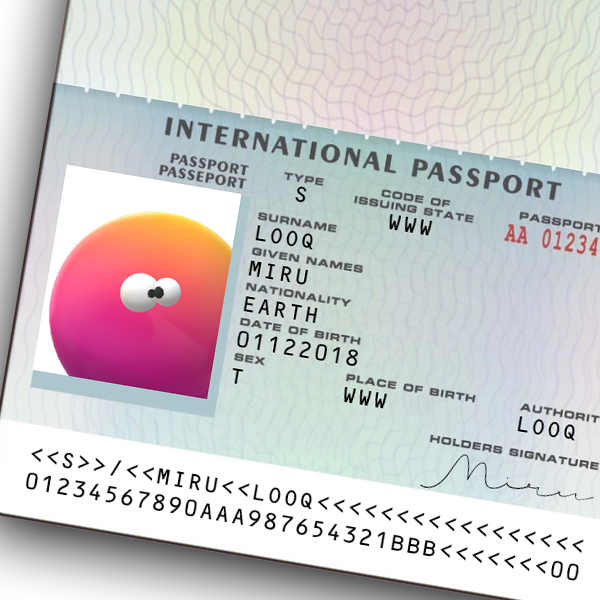 INTERNATIONAL PASSPORT
PASSPORT
PASSEPORT
TYPE
S
CODE OF
ISSUING STATE
WWW
PASSPORT
AA 01234
SURNAME
LOOQ
GIVEN NAMES
MIRU
NATIONALITY
EARTH
DATE OF BIRTH
01122018
SEX
T
PLACE OF BIRTH
WWW
AUTHORIT
LOOQ
HOLDERS SIGNATURE
Miru
<<S>>/<<MIRU<<LOOQ<<<<<<<<<<<<<<<<<
01234567890AAA987654321BBB<<<<<<<00